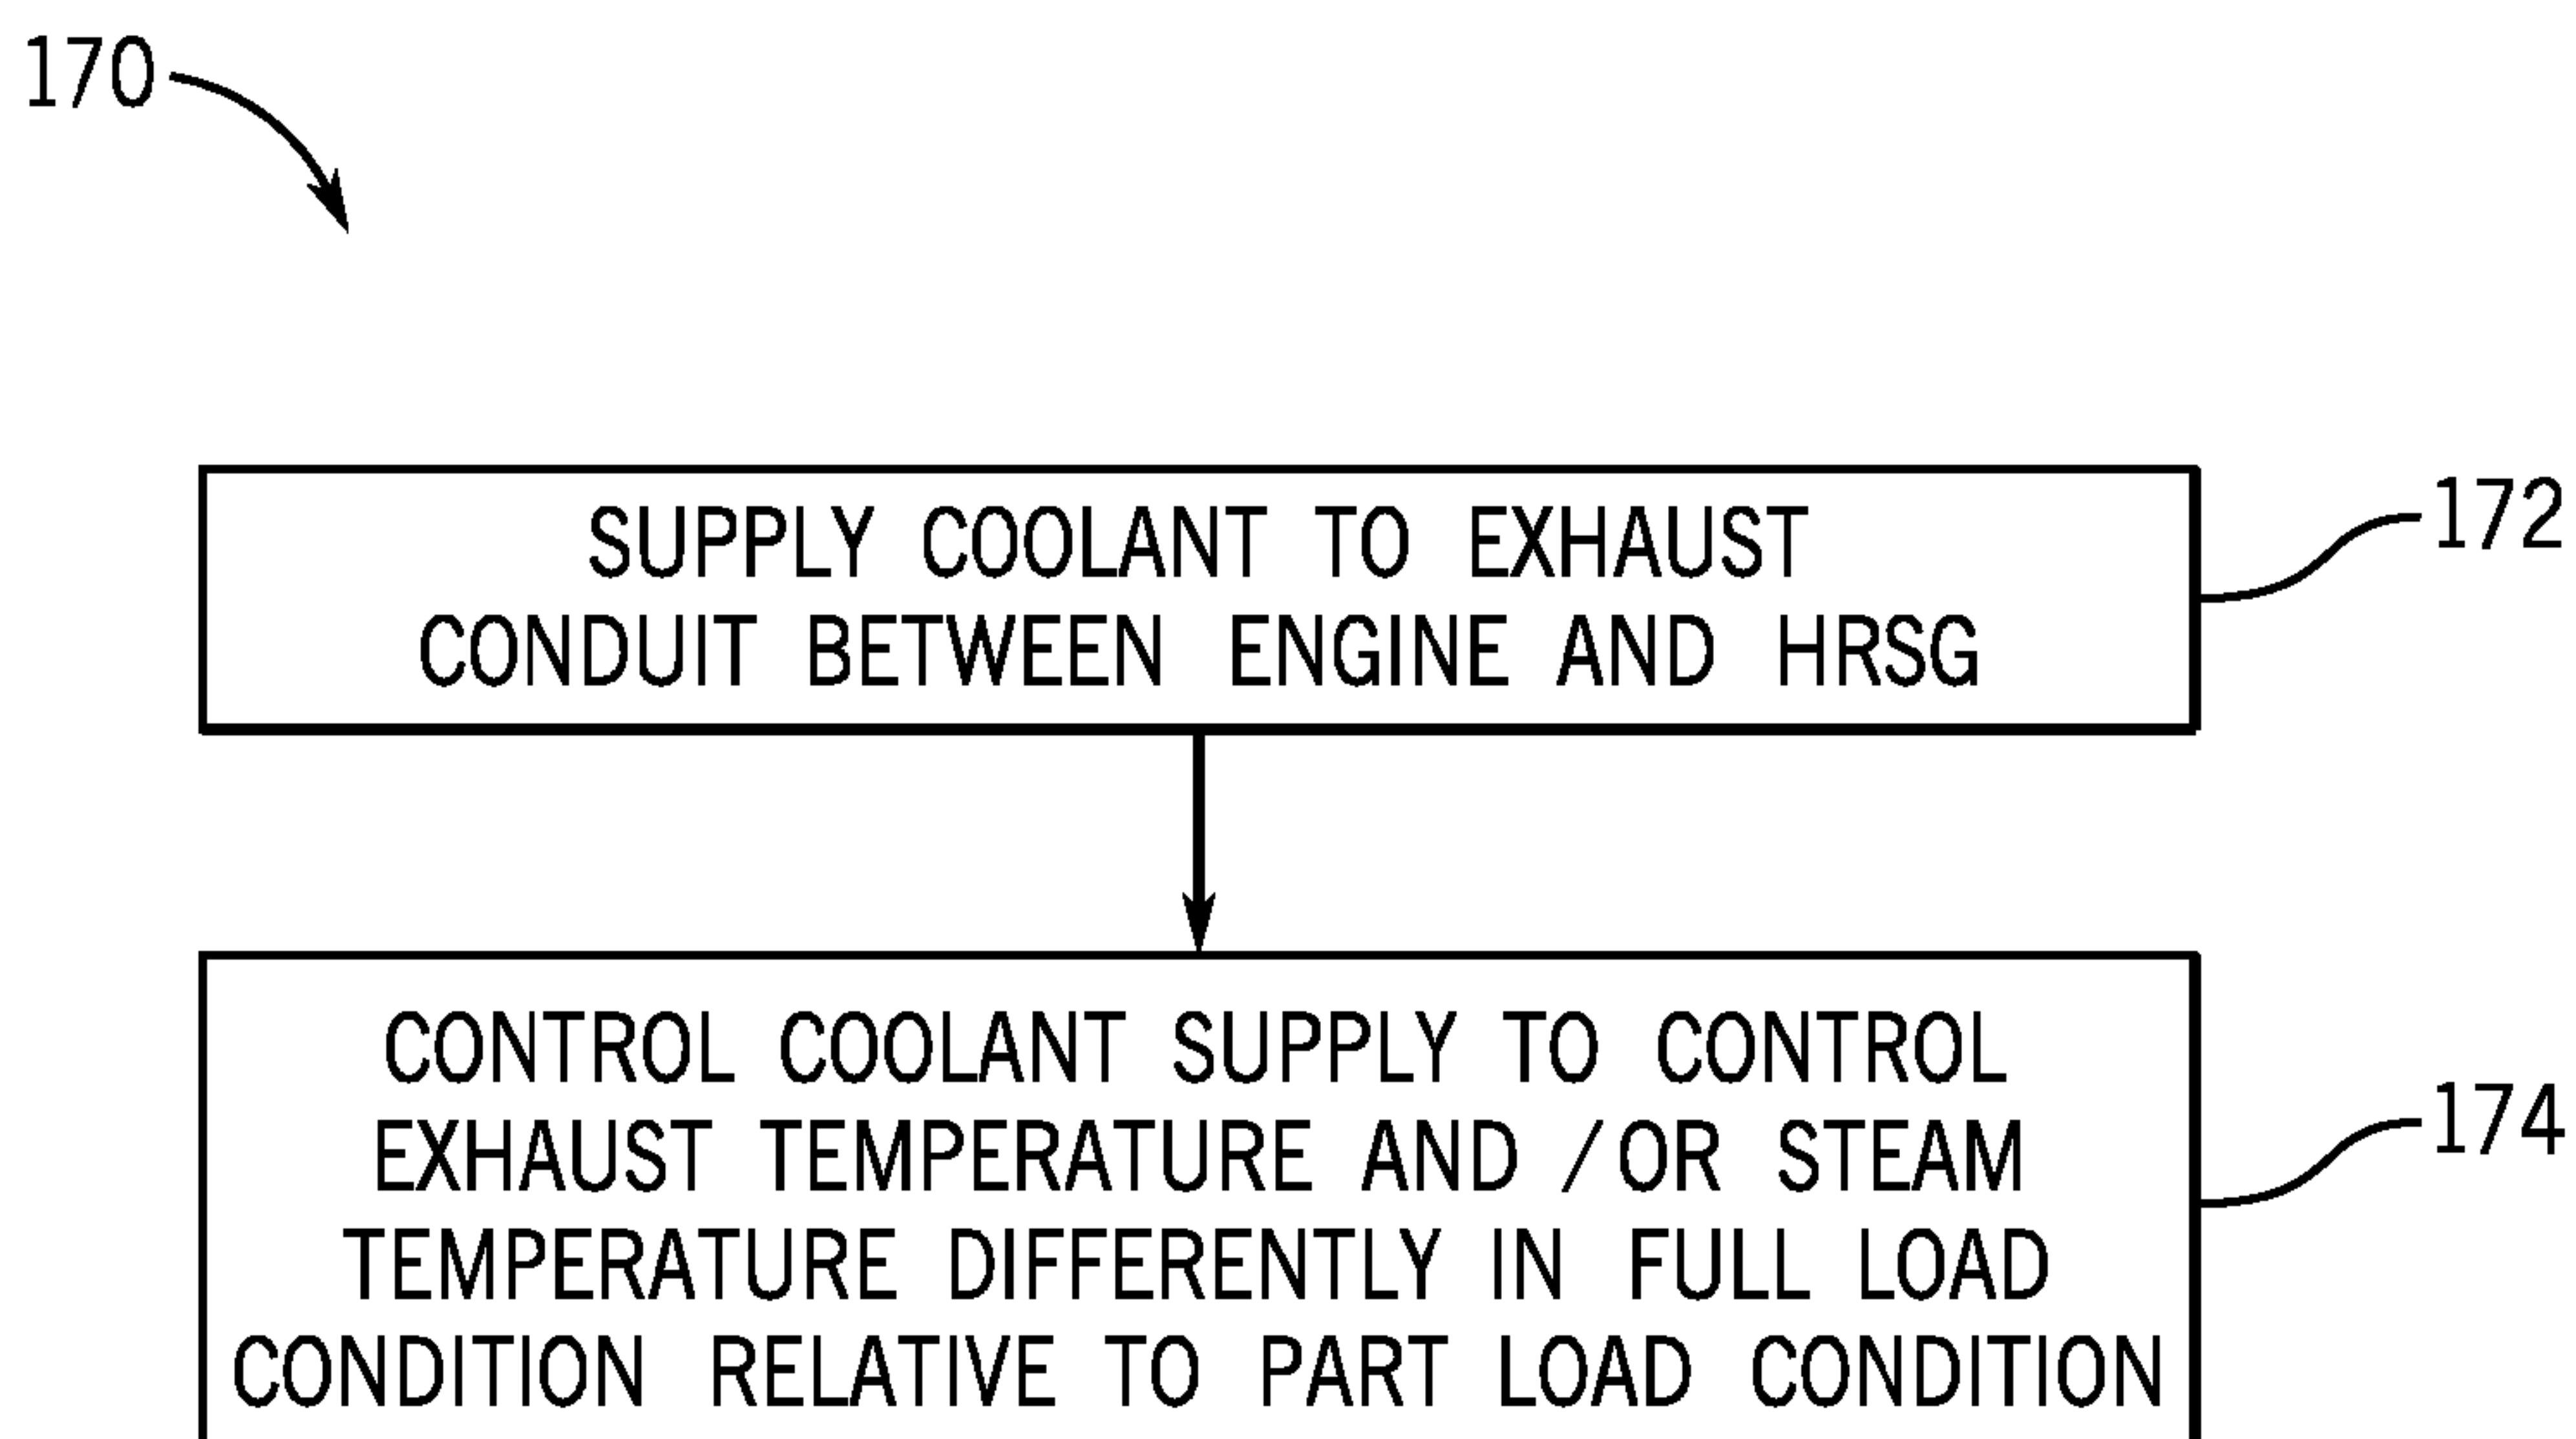 170
SUPPLY COOLANT TO EXHAUST
CONDUIT BETWEEN ENGINE AND HRSG
172
CONTROL COOLANT SUPPLY TO CONTROL
EXHAUST TEMPERATURE AND /OR STEAM
TEMPERATURE DIFFERENTLY IN FULL LOAD
CONDITION RELATIVE TO PART LOAD CONDITION
174